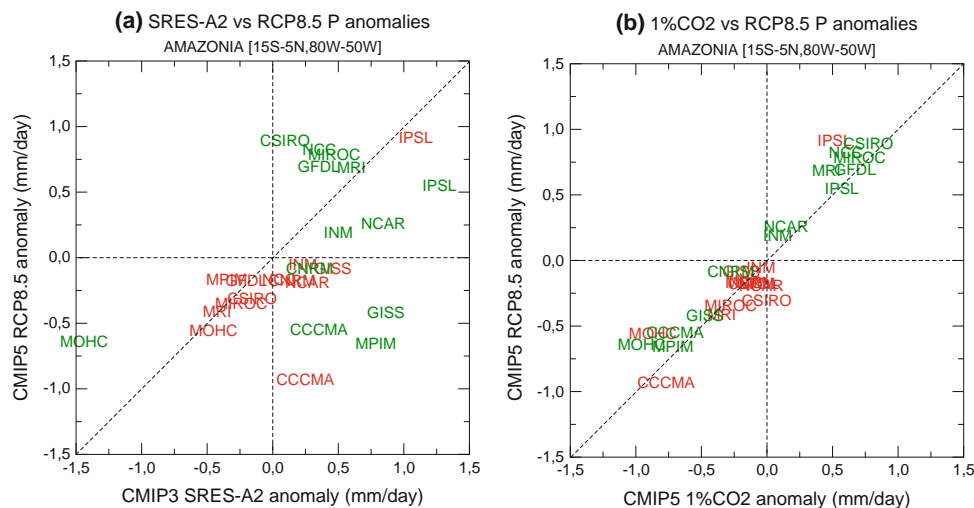 (a) SRES-A2 vs RCP8.5 P anomalies
AMAZONIA [15S-5N,80W-50W]
CMIP5 RCP8.5 anomaly (mm/day)
1,5
1,0
0,5
0,0
-0,5
-1,0
-1,5
CSIRO
IPSL
NCC
MIROC
GFDL
MRI
IPSL
NCAR
INM
INM
CNRM
GISS
MPIM
GFDL
NCC
CNRM
NCAR
CSIRO
MIROC
MRI
GISS
MOHC
CCCMA
MOHC
MPIM
CCCMA
-1,5 -1,0 -0,5 0,0 0,5 1,0 1,5
CMIP3 SRES-A2 anomaly (mm/day)
(b) 1%CO2 vs RCP8.5 P anomalies
AMAZONIA [15S-5N,80W-50W]
CMIP5 RCP8.5 anomaly (mm/day)
1,5
1,0
0,5
0,0
-0,5
-1,0
-1,5
IPSL
CSIRO
NCC
MIROC
MRI
GFDL
IPSL
NCAR
INM
INM
CNRM
NCAR
CSIRO
MIROC
MRI
GISS
MOHC
CCCMA
MOHC
MPIM
CCCMA
-1,5 -1,0 -0,5 0,0 0,5 1,0 1,5
CMIP5 1%CO2 anomaly (mm/day)